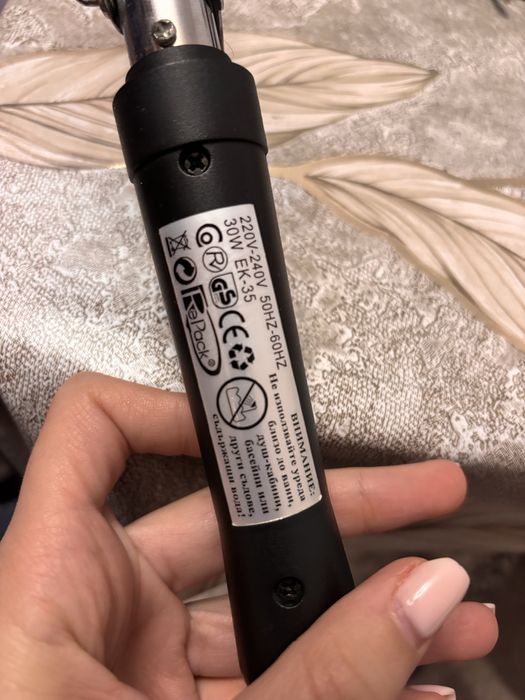 220V-240V 50HZ-60HZ
30W EK-35
GS CE
RePack®
ВНИМАНИЕ:
Не използвайте уреда
близо до вани,
душ-кабини,
басейни или
други съдове,
съдържащи вода!